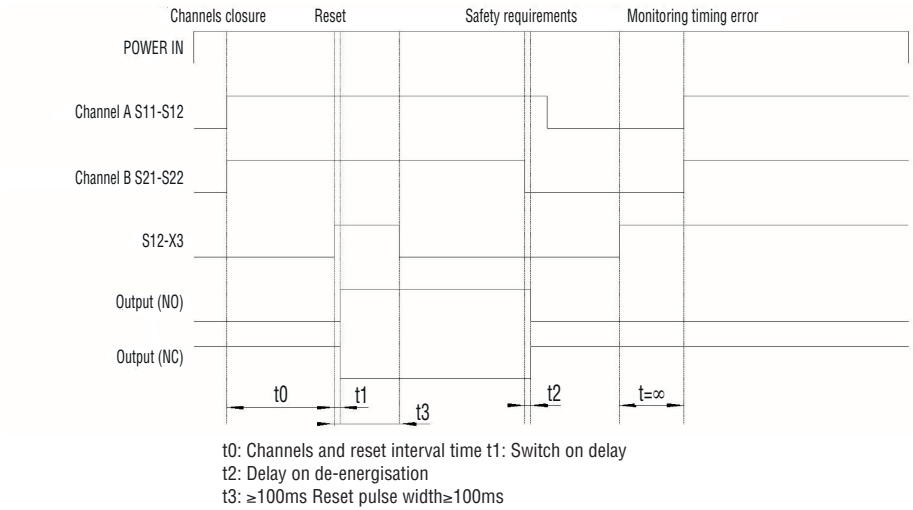 Channels closure Reset Safety requirements Monitoring timing error
POWER IN
Channel A S11-S12
Channel B S21-S22
S12-X3
Output (NO)
Output (NC)
t0 t1 t3 t2 t=∞
t0: Channels and reset interval time t1: Switch on delay
t2: Delay on de-energisation
t3: ≥100ms Reset pulse width≥100ms